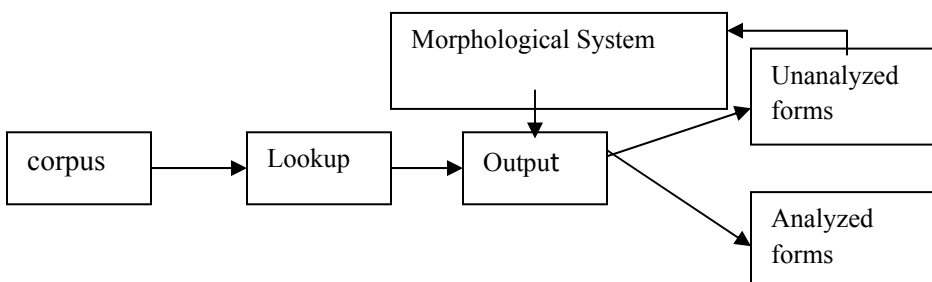 Morphological System
Unanalyzed
forms
corpus
Lookup
Output
Analyzed
forms